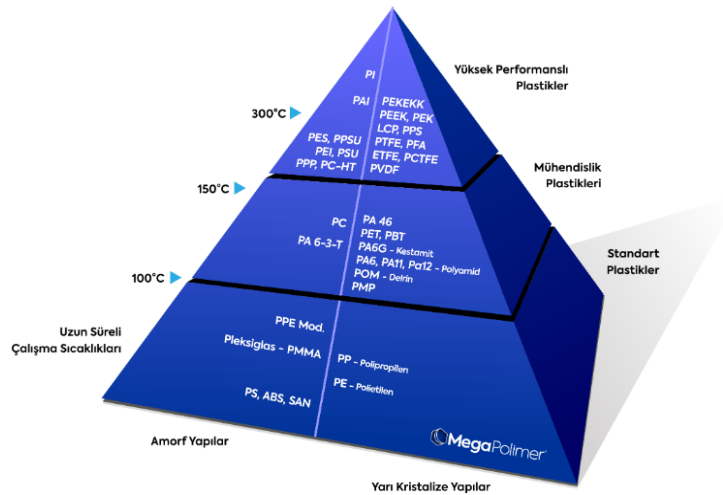 Yüksek Performanslı
Plastikler
PI
300°C
PAI
PEKEKK
PEEK, PEK
LCP, PPS
PTFE, PFA
ETFE, PCTFE
PVDF
PES, PPSU
PEI, PSU
PPP, PC-HT
Mühendislik
Plastikleri
150°C
PC
PA 6-3-T
PA 46
PET, PBT
PA6G - Kestamit
PA6, PA11, Pa12 - Polyamid
POM - Delrin
PMP
Standart
Plastikler
100°C
Uzun Süreli
Çalışma Sıcaklıkları
PPE Mod.
Pleksiglas - PMMA
PS, ABS, SAN
PP - Polipropilen
PE - Polietilen
MegaPolimer
Amorf Yapılar
Yarı Kristalize Yapılar